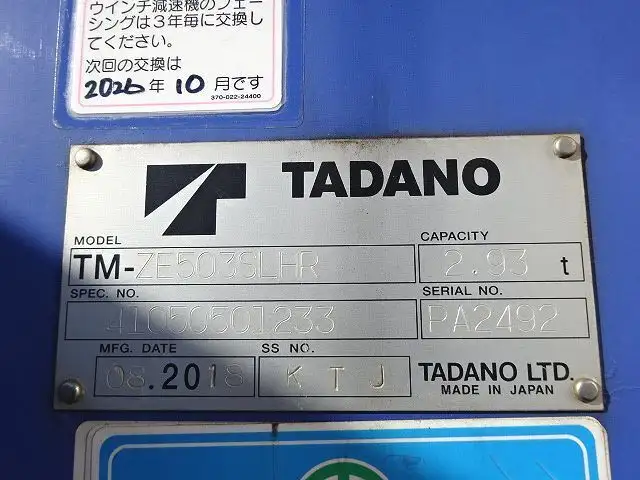 ウインチ減速機のフェー
シングは3年毎に交換し
てください。
次回の交換は
2026年 10月です
370-022-24400
TADANO
MODEL
CAPACITY
TM-ZE503SLHR
2.93 t
SPEC. NO.
SERIAL NO.
41050501233
PA2492
MFG. DATE
SS NO.
08.2018
KTJ
TADANO LTD.
MADE IN JAPAN